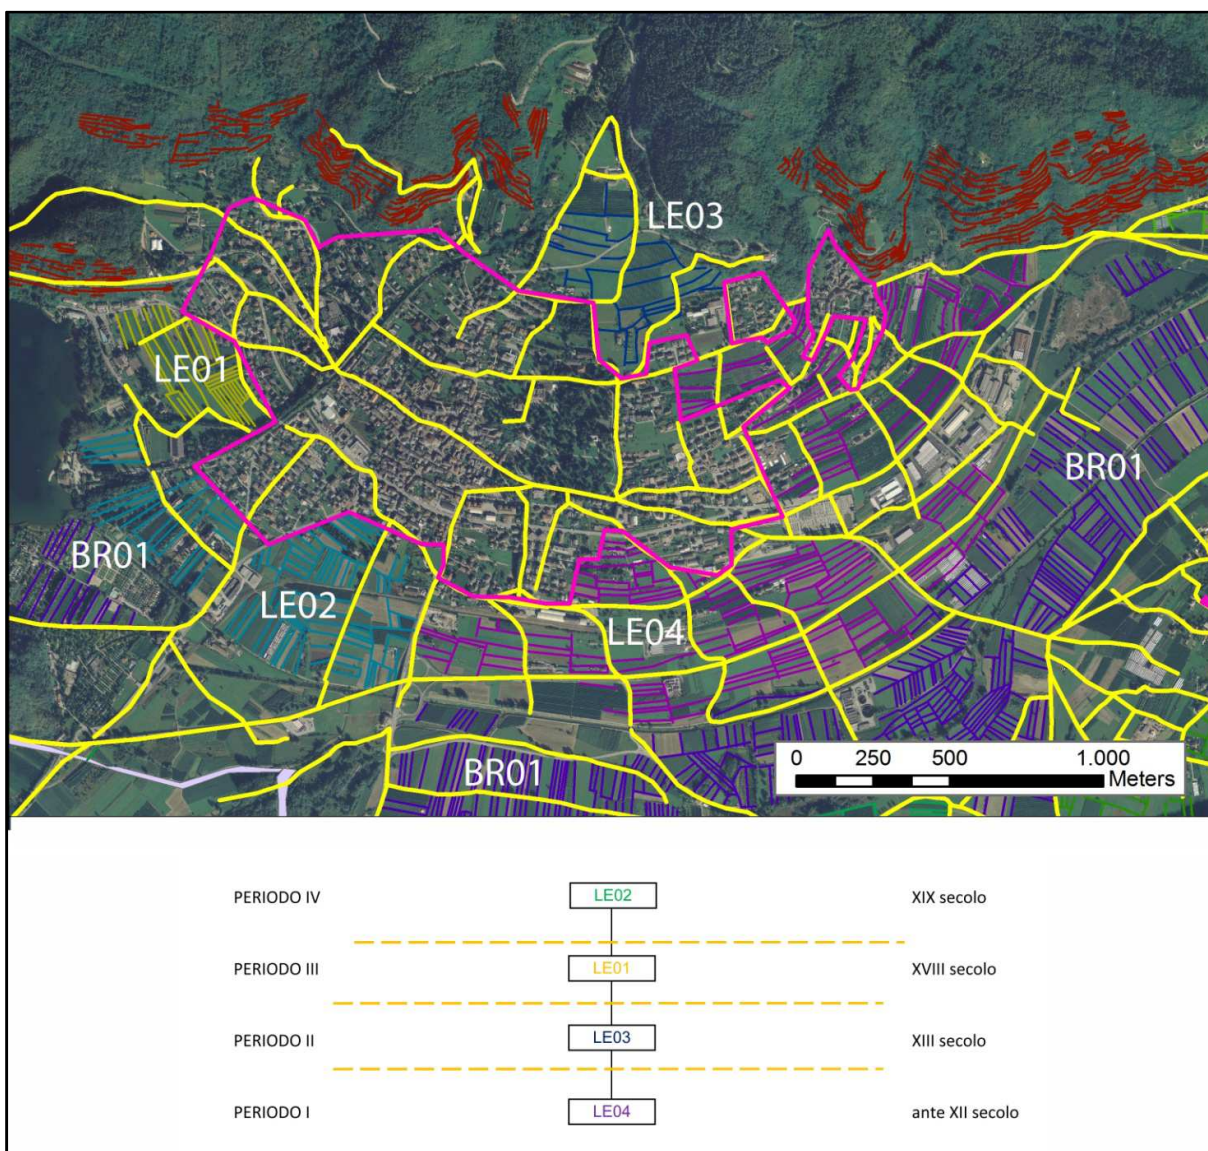 LE03
LE01
BR01
BR01
LE02
LE04
BR01
0 250 500 1.000
Meters
PERIODO IV LE02 XIX secolo
PERIODO III LE01 XVIII secolo
PERIODO II LE03 XIII secolo
PERIODO I LE04 ante XII secolo